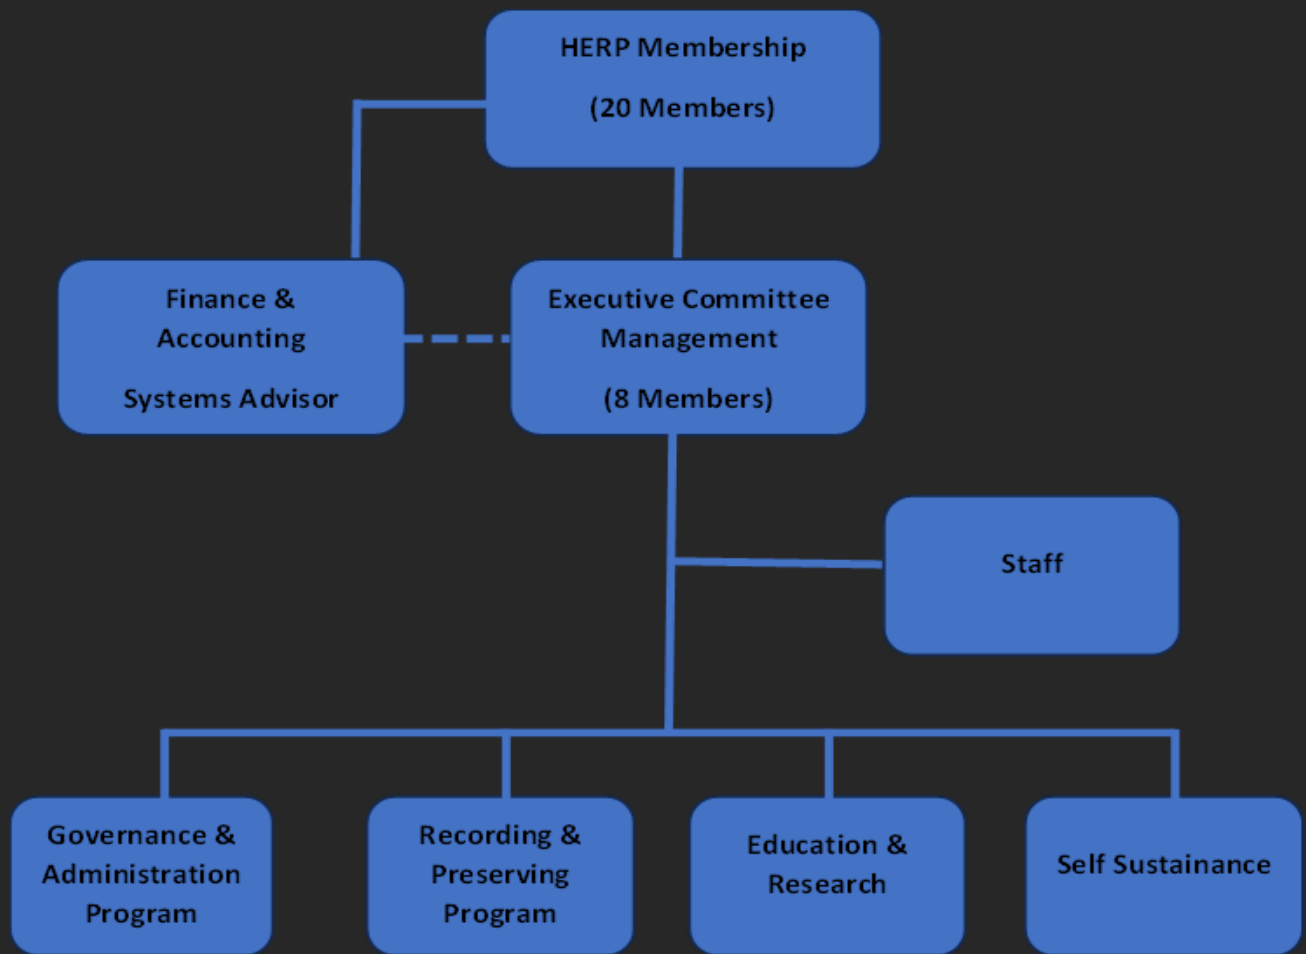 HERP Membership
(20 Members)
Finance &
Accounting
Systems Advisor
Executive Committee
Management
(8 Members)
Staff
Governance &
Administration
Program
Recording &
Preserving
Program
Education &
Research
Self Sustainance